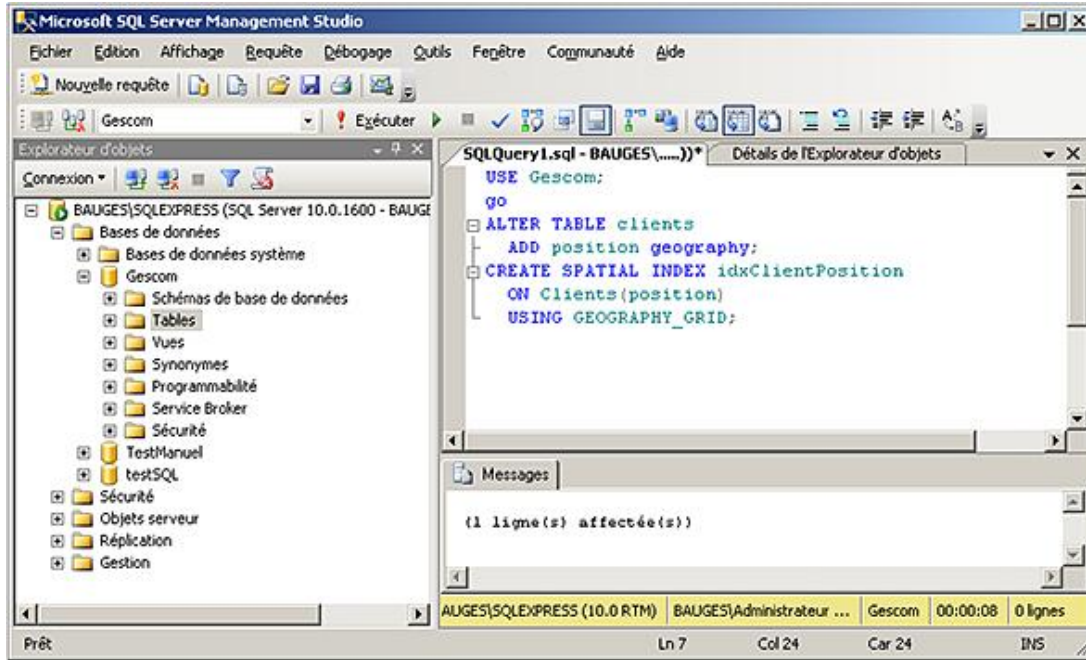 Microsoft SQL Server Management Studio
Fichier Edition Affichage Requête Débogage Outils Fenêtre Communauté Aide
Nouvelle requête
Gescom Exécuter
Explorateur d'objets
Connexion
BAUGES\SQLEXPRESS (SQL Server 10.0.1600 - BAUGE
Bases de données
Bases de données système
Gescom
Schémas de base de données
Tables
Vues
Synonymes
Programmabilité
Service Broker
Sécurité
TestManuel
testSQL
Sécurité
Objets serveur
Réplication
Gestion
SQLQuery1.sql - BAUGES\.....))* Détails de l'Explorateur d'objets
USE Gescom;
go
ALTER TABLE clients
ADD position geography;
CREATE SPATIAL INDEX idxClientPosition
ON Clients(position)
USING GEOGRAPHY_GRID;
Messages
(1 ligne(s) affectée(s))
AUGES\SQLEXPRESS (10.0 RTM) BAUGES\Administrateur ... Gescom 00:00:08 0 lignes
Prêt Ln 7 Col 24 Car 24 INS